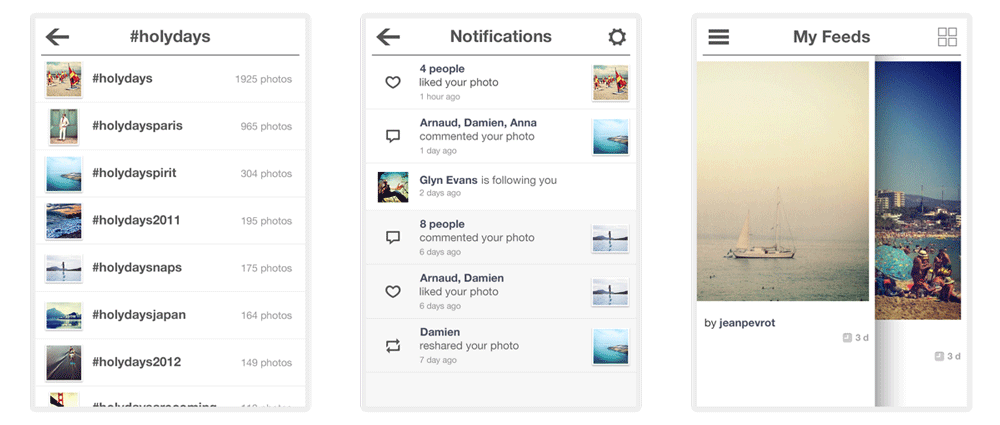 #holydays
#holydays
1925 photos
#holydaysparis
965 photos
#holydayspirit
304 photos
#holydays2011
195 photos
#holydaysnaps
175 photos
#holydaysjapan
164 photos
#holydays2012
149 photos
Notifications
4 people
liked your photo
1 hour ago
Arnaud, Damien, Anna
commented your photo
1 day ago
Glyn Evans is following you
2 days ago
8 people
commented your photo
6 days ago
Arnaud, Damien
liked your photo
6 days ago
Damien
reshared your photo
7 day ago
My Feeds
by jeanpevrot
3 d
3 d